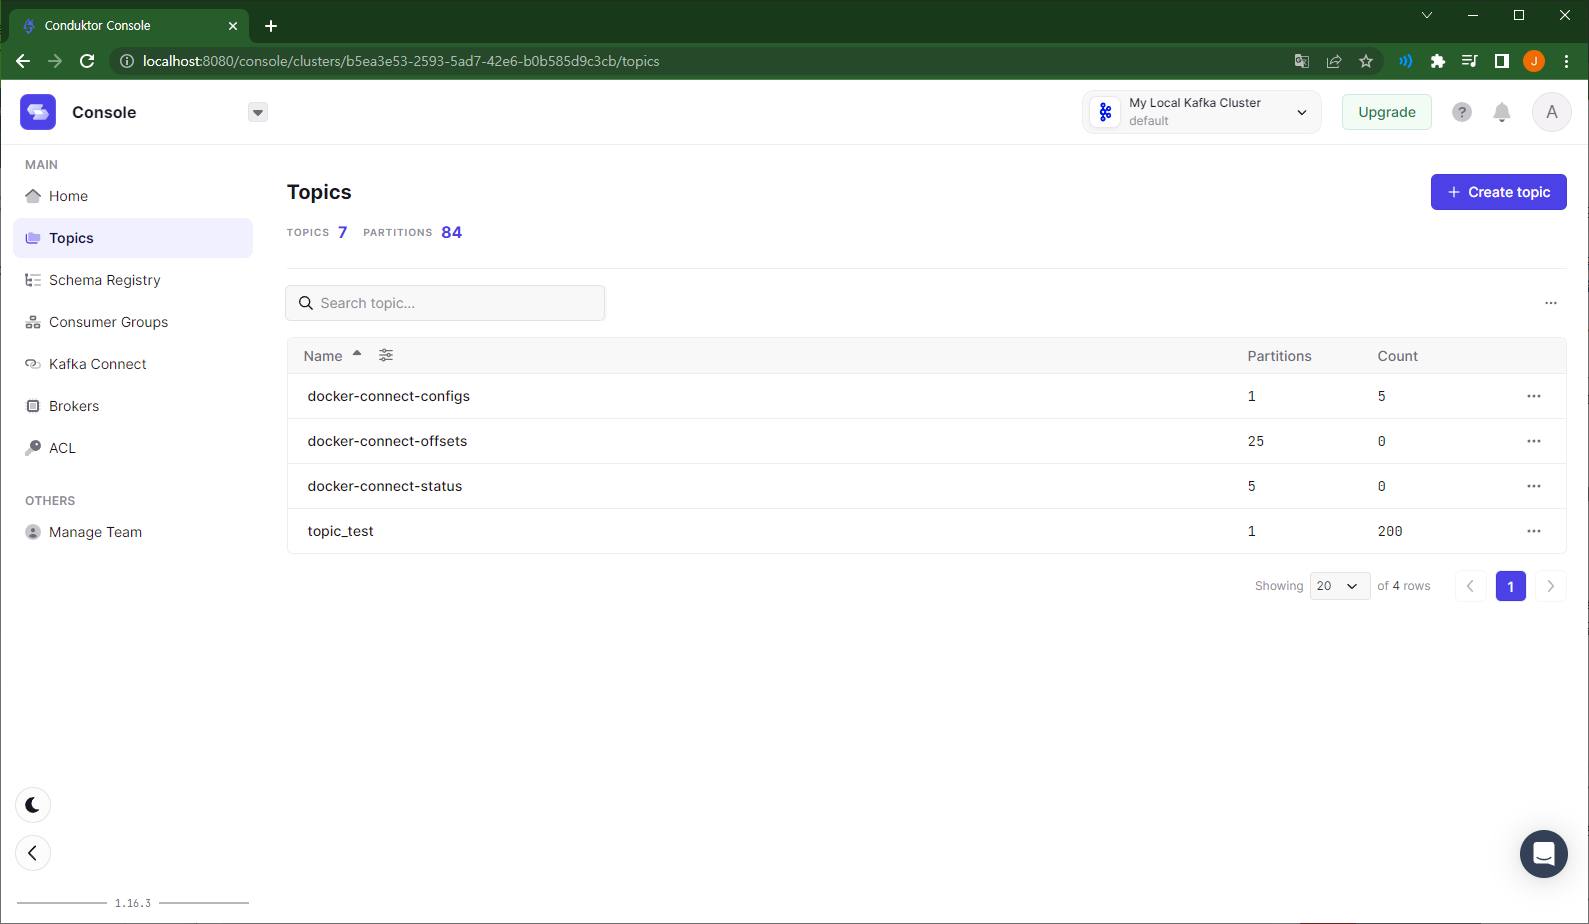 Conduktor Console
localhost:8080/console/clusters/b5ea3e53-2593-5ad7-42e6-b0b585d9c3cb/topics
J
Console
My Local Kafka Cluster
default
Upgrade
?
A
MAIN
Home
Topics
Schema Registry
Consumer Groups
Kafka Connect
Brokers
ACL
OTHERS
Manage Team
1.16.3
Topics
+ Create topic
TOPICS 7 PARTITIONS 84
Search topic...
Name Partitions Count
docker-connect-configs 1 5
docker-connect-offsets 25 0
docker-connect-status 5 0
topic_test 1 200
Showing 20 of 4 rows 1